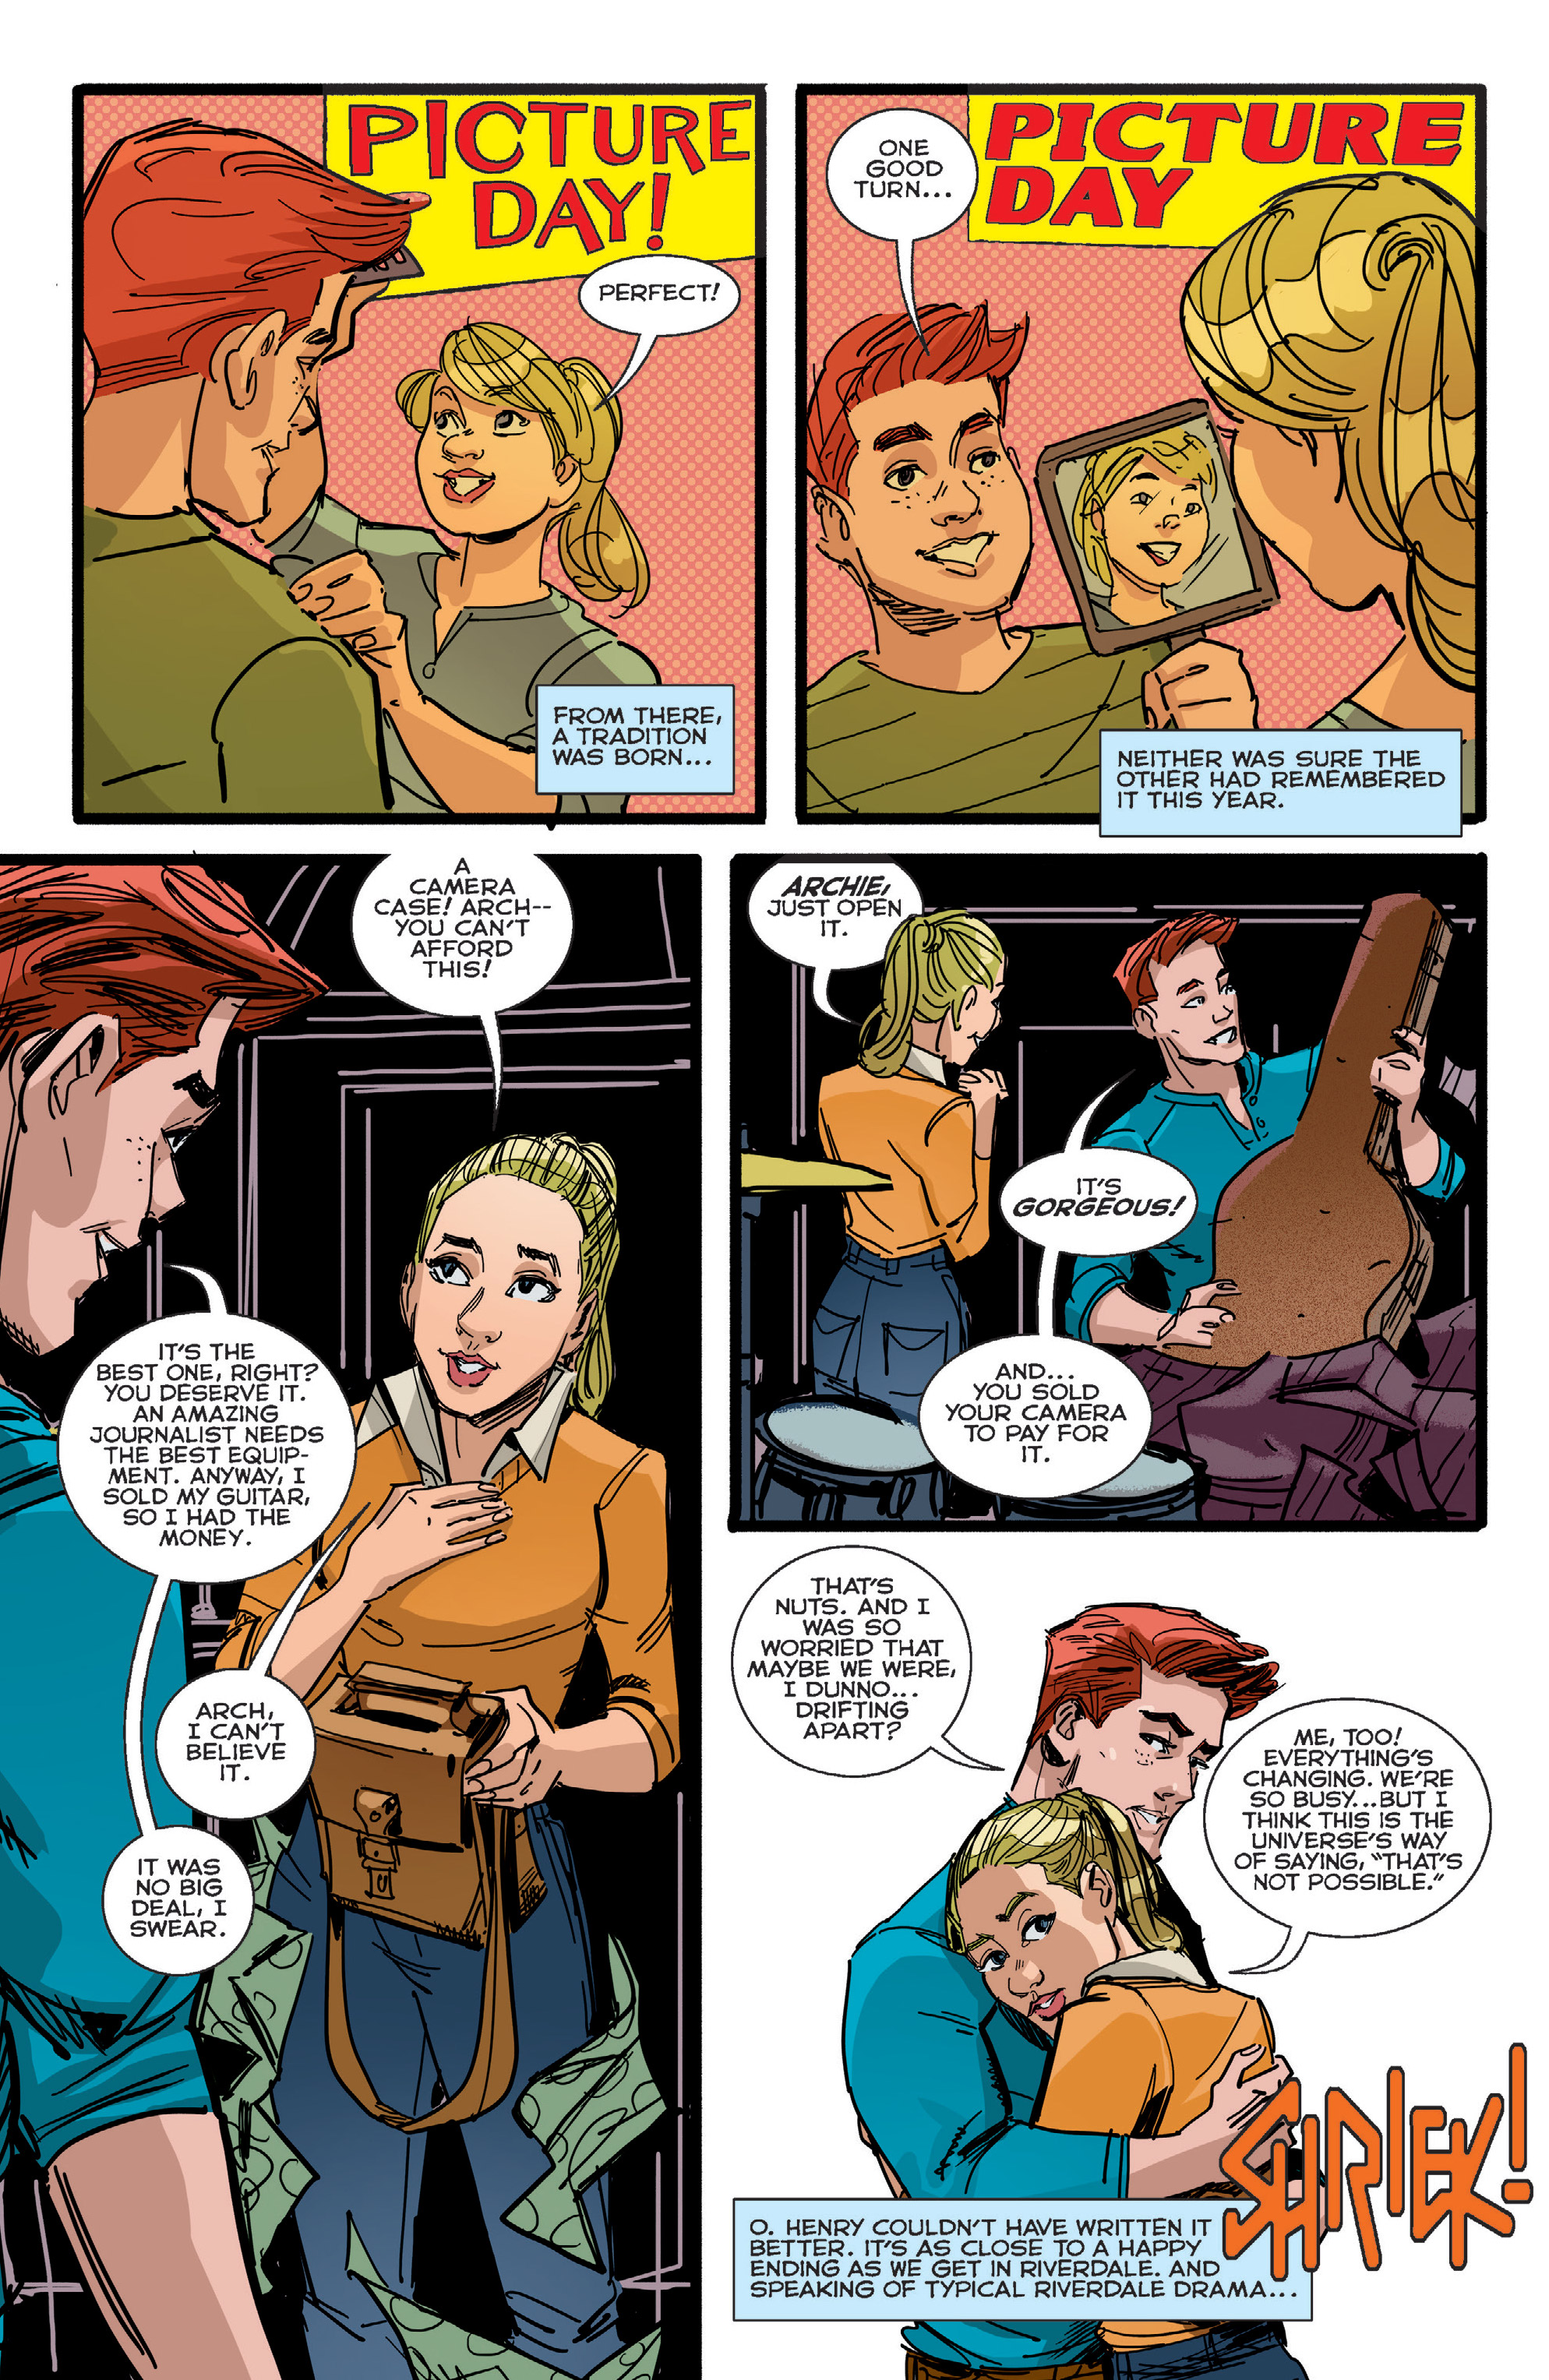 PICTURE
DAY!
PERFECT!
FROM THERE,
A TRADITION
WAS BORN...
ONE
GOOD
TURN...
PICTURE
DAY
NEITHER WAS SURE THE
OTHER HAD REMEMBERED
IT THIS YEAR.
A
CAMERA
CASE! ARCH--
YOU CAN'T
AFFORD
THIS!
IT'S THE
BEST ONE, RIGHT?
YOU DESERVE IT.
AN AMAZING
JOURNALIST NEEDS
THE BEST EQUIP-
MENT. ANYWAY, I
SOLD MY GUITAR,
SO I HAD THE
MONEY.
ARCH,
I CAN'T
BELIEVE
IT.
IT WAS
NO BIG
DEAL, I
SWEAR.
ARCHIE,
JUST OPEN
IT.
IT'S
GORGEOUS!
AND...
YOU SOLD
YOUR CAMERA
TO PAY FOR
IT.
THAT'S
NUTS. AND I
WAS SO
WORRIED THAT
MAYBE WE WERE,
I DUNNO...
DRIFTING
APART?
ME, TOO!
EVERYTHING'S
CHANGING. WE'RE
SO BUSY...BUT I
THINK THIS IS THE
UNIVERSE'S WAY
OF SAYING, "THAT'S
NOT POSSIBLE."
SHRIEK!
O. HENRY COULDN'T HAVE WRITTEN IT
BETTER. IT'S AS CLOSE TO A HAPPY
ENDING AS WE GET IN RIVERDALE. AND
SPEAKING OF TYPICAL RIVERDALE DRAMA...